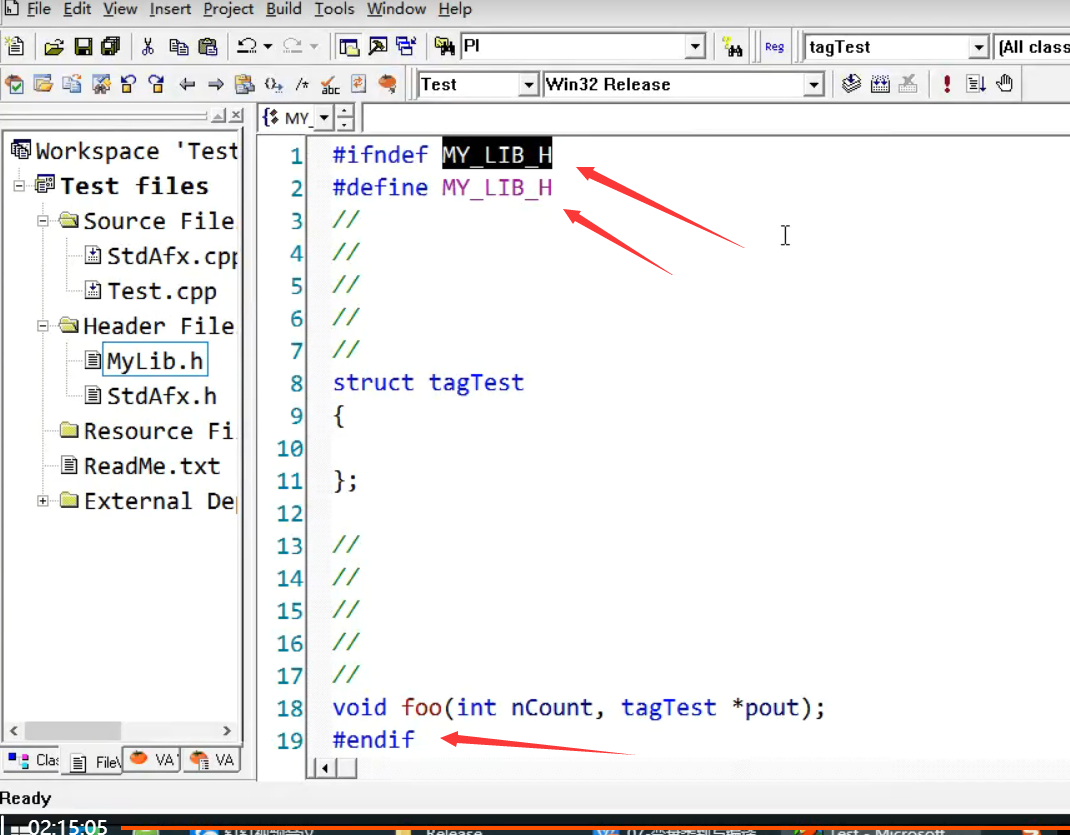 File Edit View Insert Project Build Tools Window Help
PI
Reg
tagTest
(All class
Test
Win32 Release
{} MY_
Workspace 'Test
Test files
Source File
StdAfx.cpp
Test.cpp
Header File
MyLib.h
StdAfx.h
Resource Fi
ReadMe.txt
External De
1 #ifndef MY_LIB_H
2 #define MY_LIB_H
3 //
4 //
5 //
6 //
7 //
8 struct tagTest
9 {
10
11 };
12
13 //
14 //
15 //
16 //
17 //
18 void foo(int nCount, tagTest *pout);
19 #endif
Clas File VA VA
Ready
02:15:05
Release
Test - Microsoft